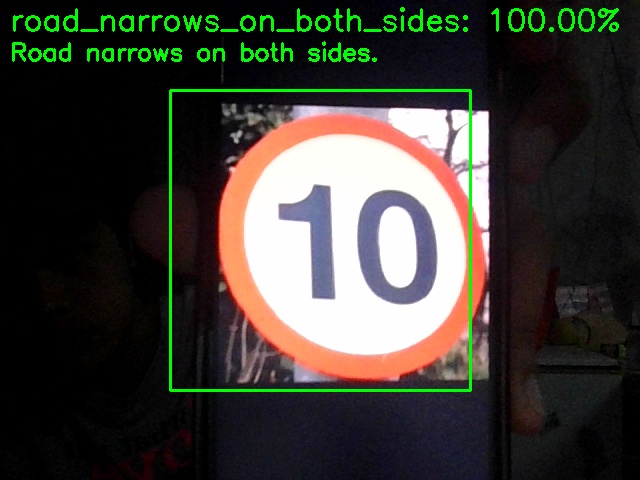 road_narrows_on_both_sides: 100.00%
Road narrows on both sides.
10